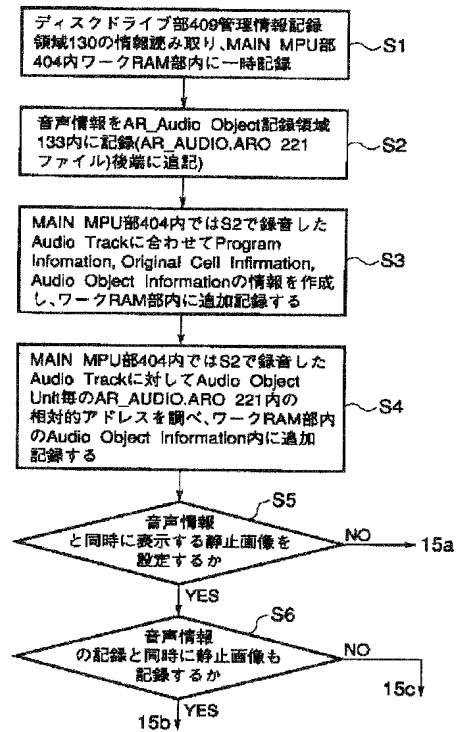 ディスクドライブ部409管理情報記録
領域130の情報読み取り、MAIN MPU部
404内ワークRAM部内に一時記録
S1
音声情報をAR_Audio Object記録領域
133内に記録(AR_AUDIO.ARO 221
ファイル)後端に追記)
S2
MAIN MPU部404内ではS2で録音した
Audio Trackに合わせてProgram
Infomation, Original Cell Infirmation,
Audio Object Informationの情報を作成
し、ワークRAM部内に追加記録する
S3
MAIN MPU部404内ではS2で録音した
Audio Trackに対してAudio Object
Unit毎のAR_AUDIO.ARO 221内の
相対的アドレスを調べ、ワークRAM部内
のAudio Object Information内に追加
記録する
S4
S5
音声情報
と同時に表示する静止画像を
設定するか
NO
15a
YES
S6
音声情報
の記録と同時に静止画像も
記録するか
NO
15c
YES
15b